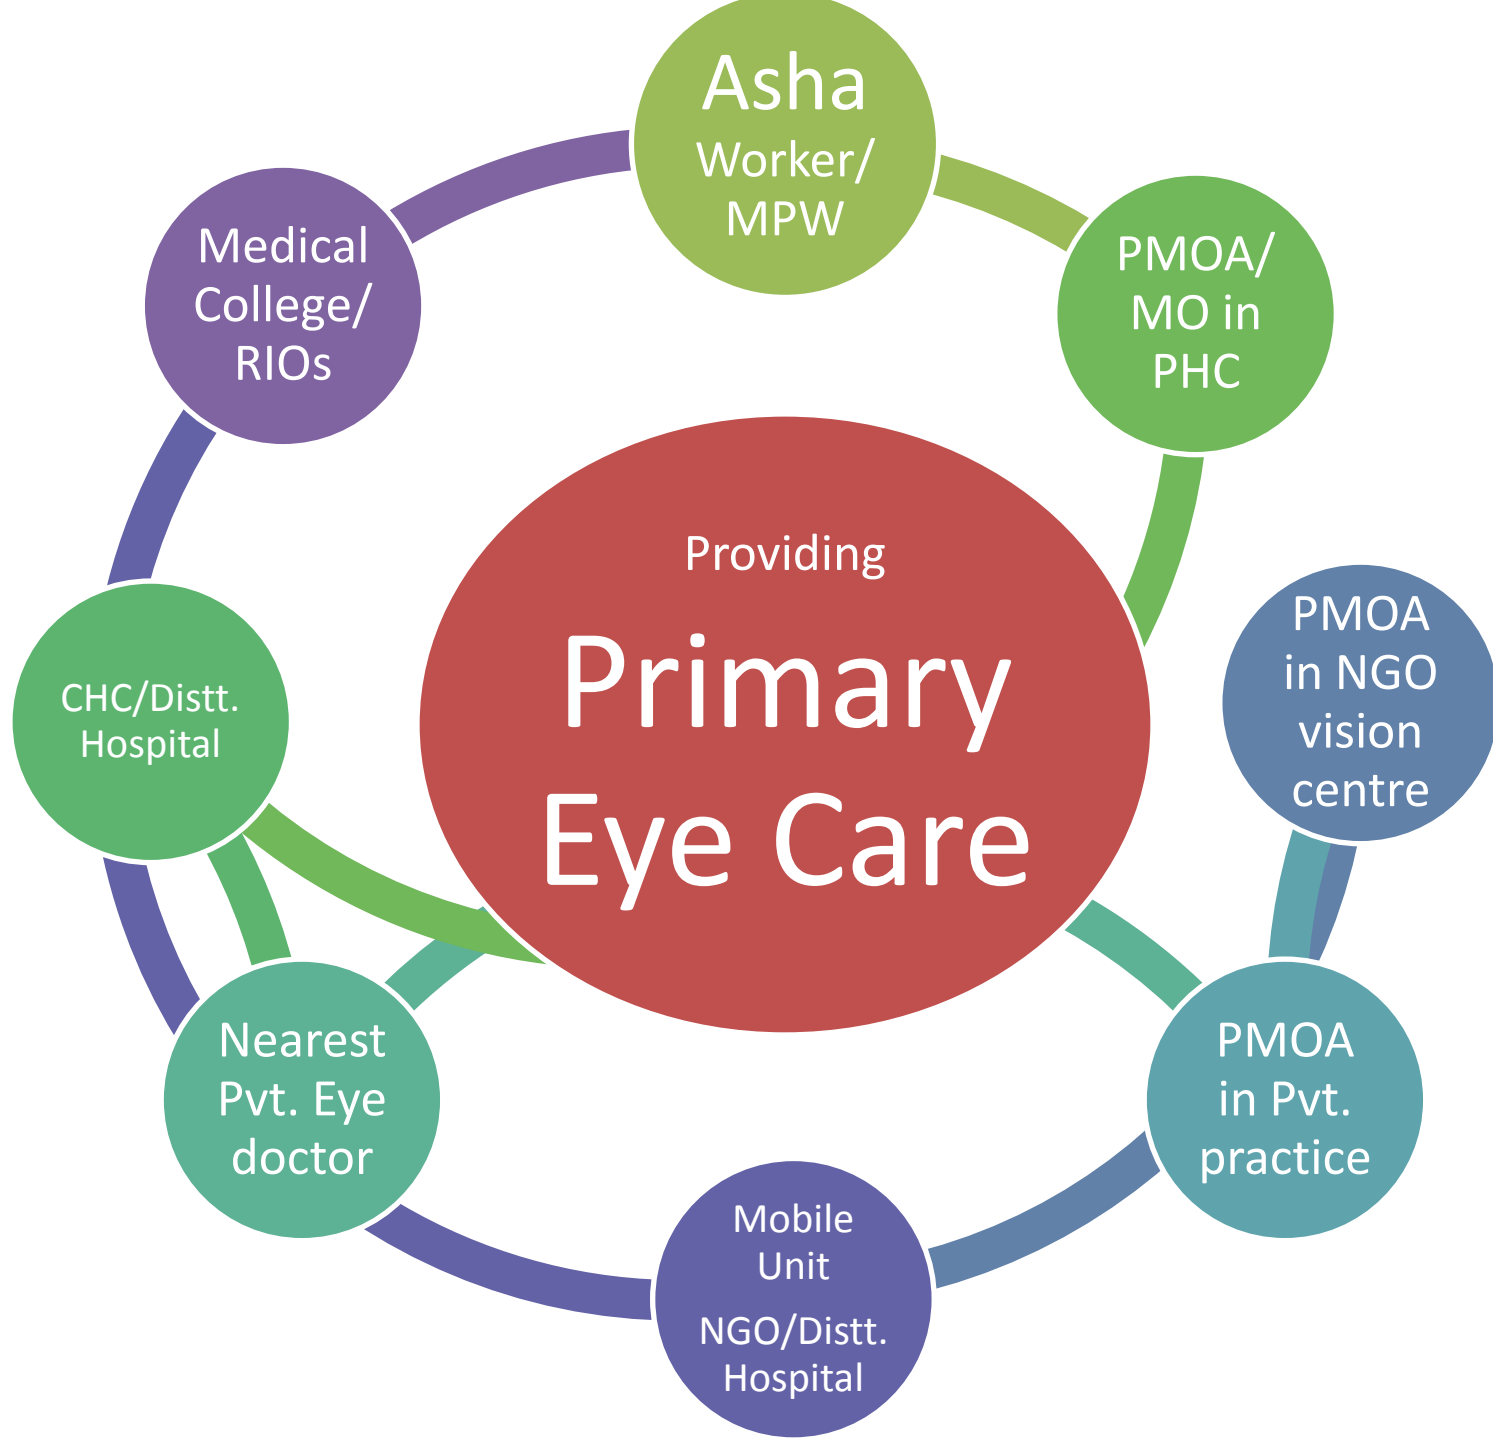 Asha
Worker/
MPW
PMOA/
MO in
PHC
PMOA
in NGO
vision
centre
PMOA
in Pvt.
practice
Mobile
Unit
NGO/Distt.
Hospital
Nearest
Pvt. Eye
doctor
CHC/Distt.
Hospital
Medical
College/
RIOs
Providing
Primary
Eye Care